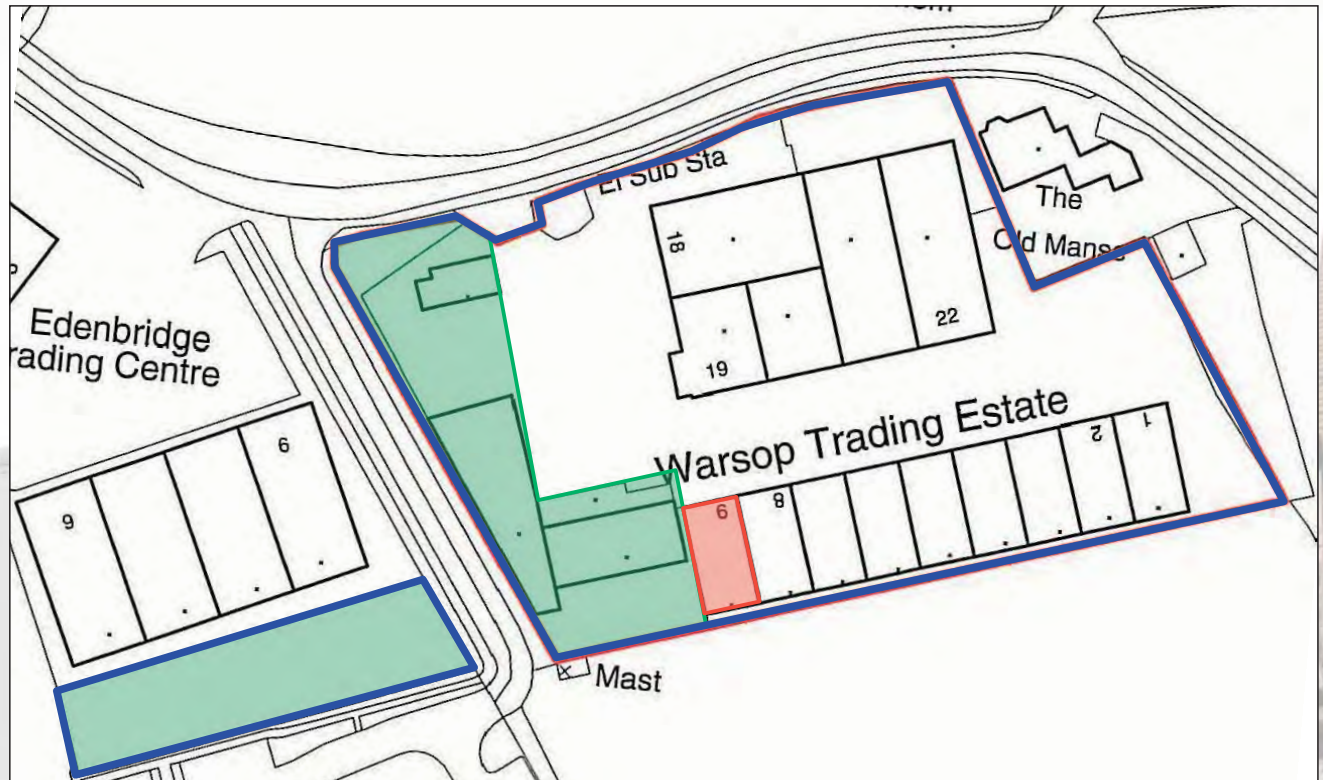 El Sub Sta
The
Old Manse
18
22
19
Edenbridge
rading Centre
6
9
Warsop Trading Estate
1
2
8
9
Mast